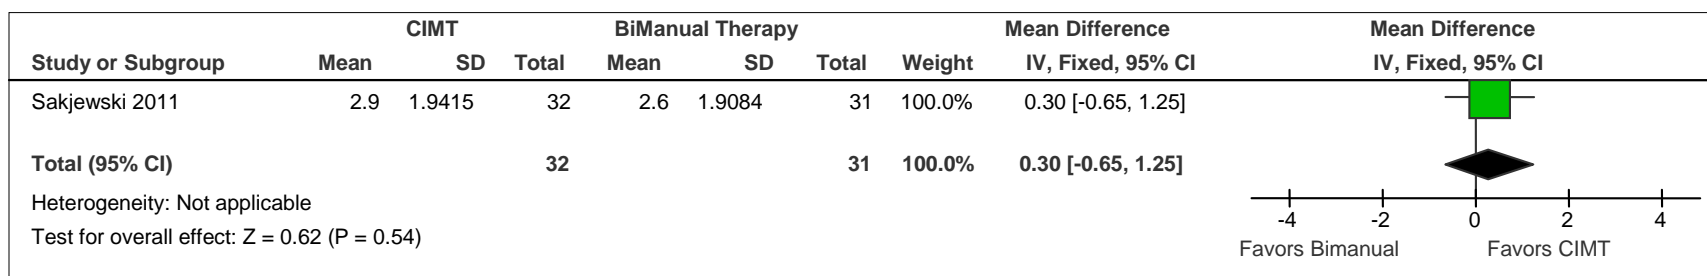 CIMT BiManual Therapy Mean Difference Mean Difference
Study or Subgroup Mean SD Total Mean SD Total Weight IV, Fixed, 95% CI IV, Fixed, 95% CI
Sakjewski 2011 2.9 1.9415 32 2.6 1.9084 31 100.0% 0.30 [-0.65, 1.25]
Total (95% CI) 32 31 100.0% 0.30 [-0.65, 1.25]
Heterogeneity: Not applicable
Test for overall effect: Z = 0.62 (P = 0.54)
-4 -2 0 2 4
Favors Bimanual Favors CIMT